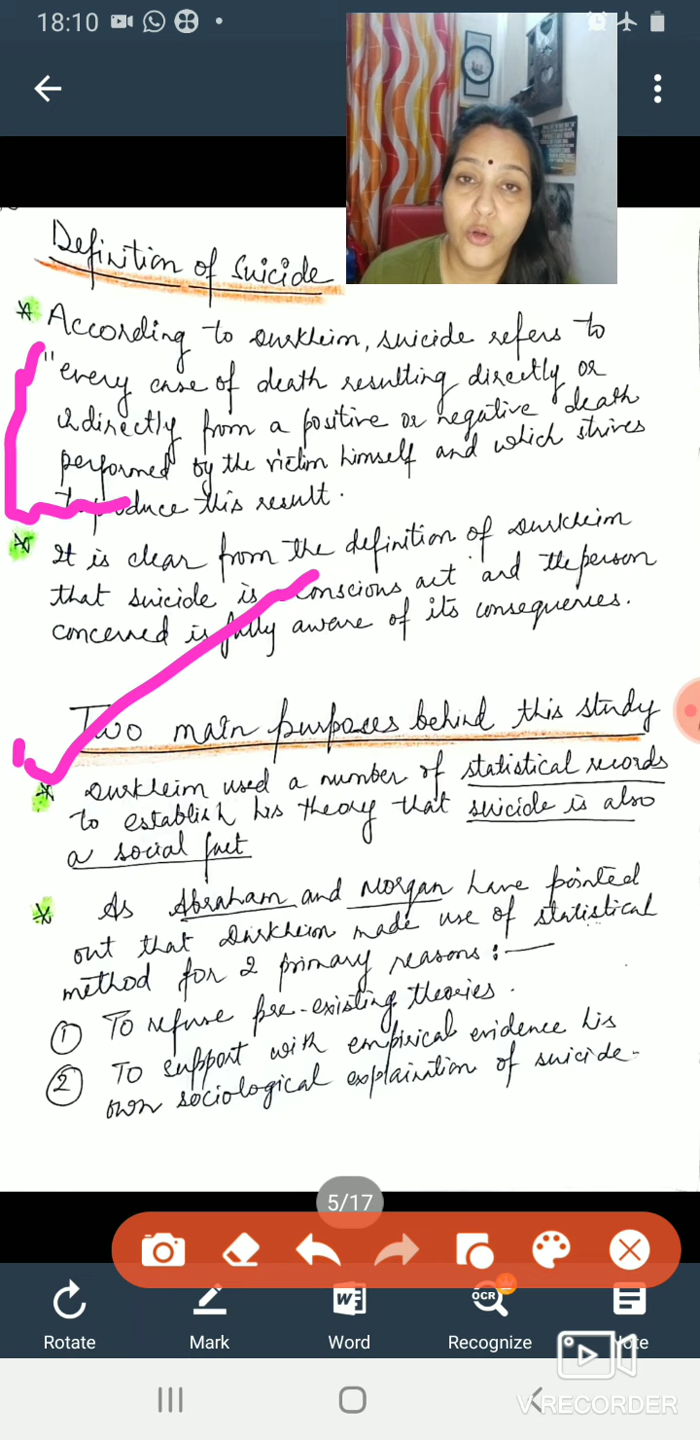 18:10
Definition of Suicide
According to Durkheim, suicide refers to
"every case of death resulting directly or
indirectly from a positive or negative death
performed by the victim himself and which strives
to produce this result.
It is clear from the definition of Durkheim
that suicide is conscious act and the person
concerned is fully aware of its consequences.
Two main purposes behind this study
Durkheim used a number of statistical records
to establish his theory that suicide is also
a social fact
As Abraham and Morgan have pointed
out that Durkheim made use of statistical
method for 2 primary reasons :—
① To refuse pre-existing theories.
② To support with empirical evidence his
own sociological explaination of suicide-
5/17
W
OCR
Rotate
Mark
Word
Recognize
V RECORDER